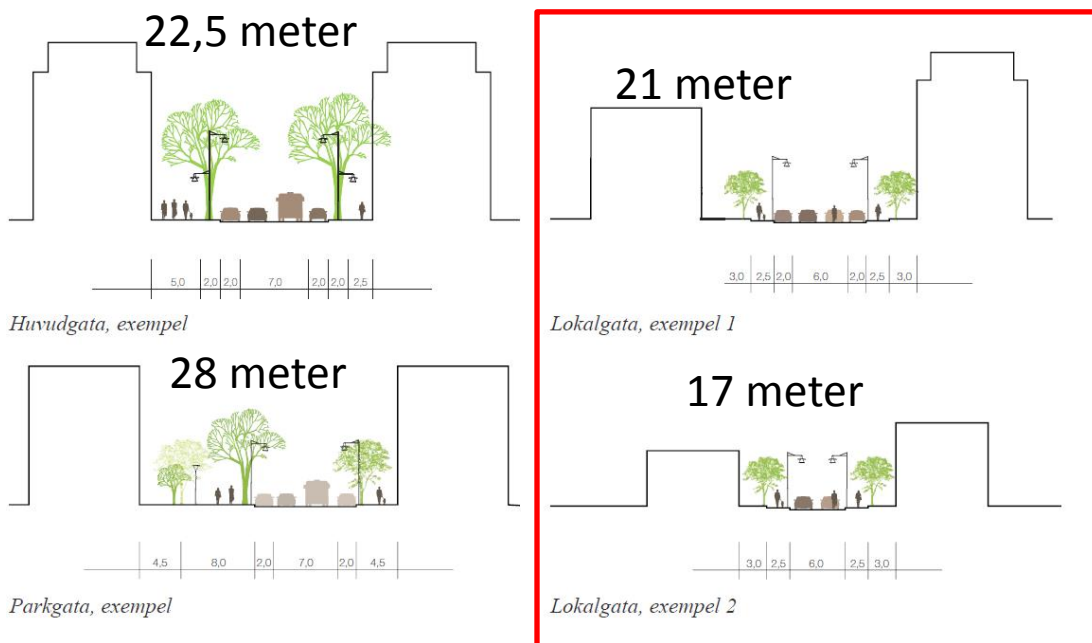 22,5 meter
5,0 2,0 2,0 7,0 2,0 2,0 2,5
Huvudgata, exempel
21 meter
3,0 2,5 2,0 6,0 2,0 2,5 3,0
Lokalgata, exempel 1
28 meter
4,5 8,0 2,0 7,0 2,0 4,5
Parkgata, exempel
17 meter
3,0 2,5 6,0 2,5 3,0
Lokalgata, exempel 2